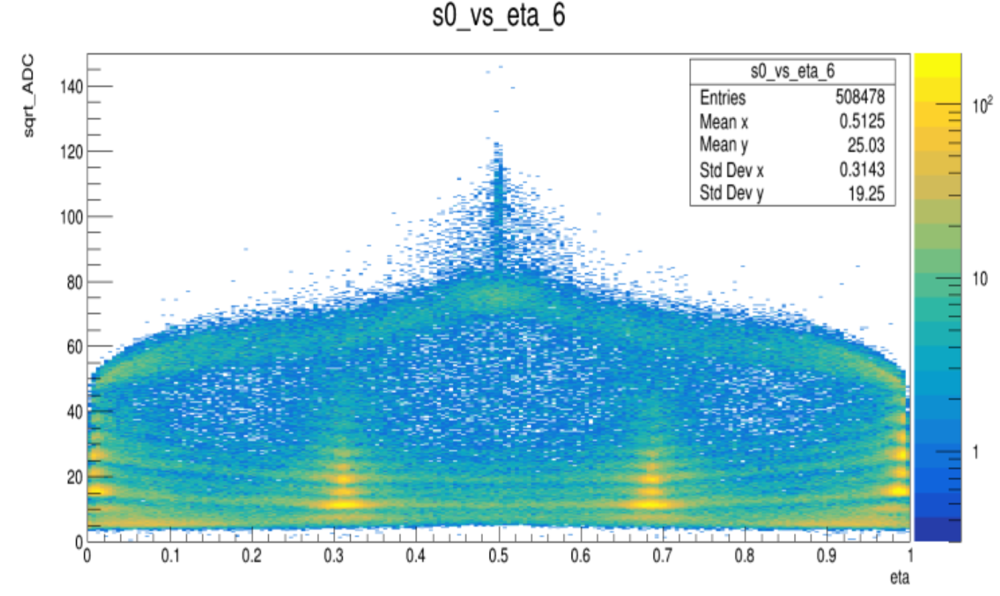 s0_vs_eta_6
sqrt_ADC
s0_vs_eta_6
Entries 508478
Mean x 0.5125
Mean y 25.03
Std Dev x 0.3143
Std Dev y 19.25
140
120
100
80
60
40
20
0
0 0.1 0.2 0.3 0.4 0.5 0.6 0.7 0.8 0.9 1
eta
10²
10
1